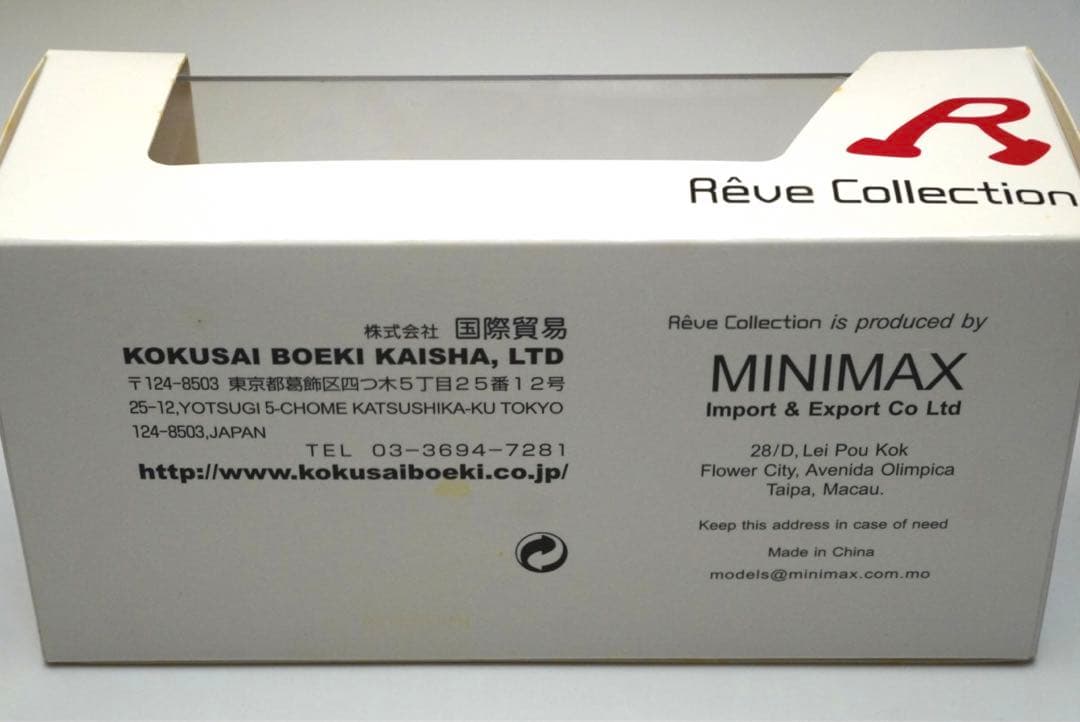 R
Rêve Collection
株式会社 国際貿易
KOKUSAI BOEKI KAISHA, LTD
〒124-8503 東京都葛飾区四つ木5丁目25番12号
25-12,YOTSUGI 5-CHOME KATSUSHIKA-KU TOKYO
124-8503,JAPAN
TEL 03-3694-7281
http://www.kokusaiboeki.co.jp/
Rêve Collection is produced by
MINIMAX
Import & Export Co Ltd
28/D, Lei Pou Kok
Flower City, Avenida Olimpica
Taipa, Macau.
Keep this address in case of need
Made in China
models@minimax.com.mo